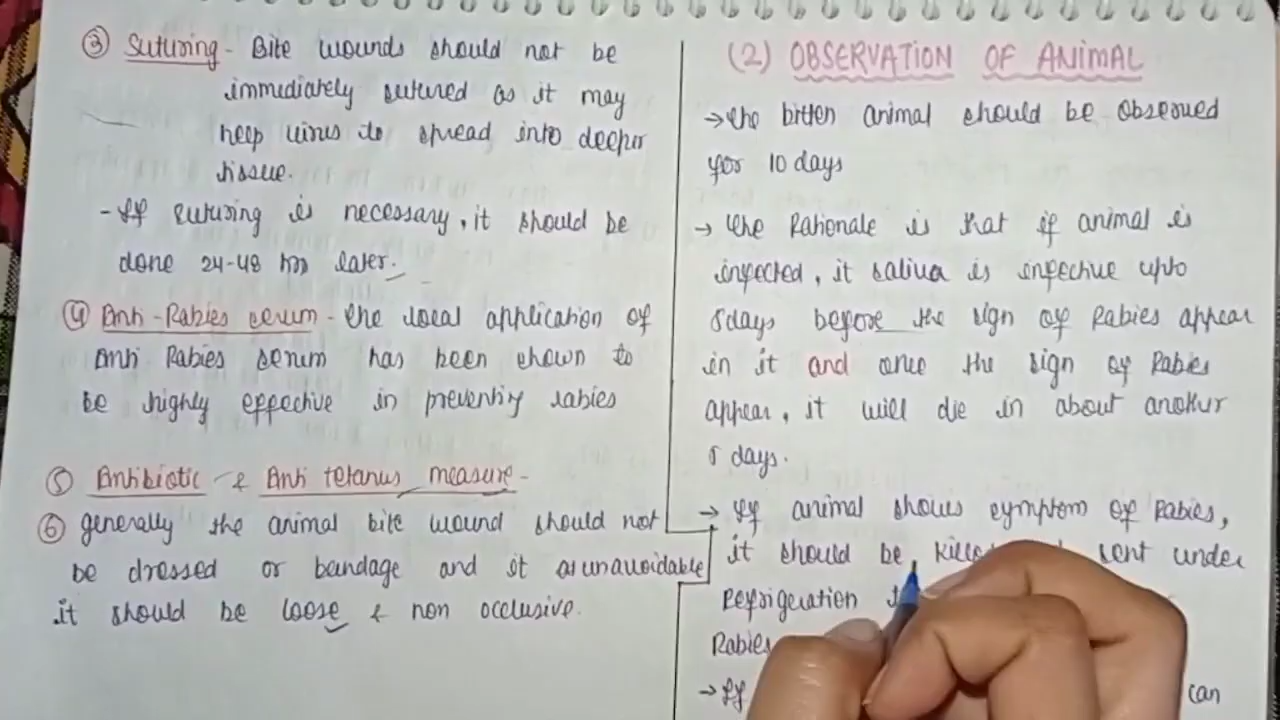 ③ Suturing - Bite wounds should not be
immediately sutured as it may
help virus to spread into deeper
tissue.
- If suturing is necessary, it should be
done 24-48 hrs later.
④ Anti-Rabies serum - the local application of
Anti Rabies serum has been shown to
be highly effective in preventing rabies
⑤ Antibiotic & Anti tetanus measure -
⑥ generally the animal bite wound should not
be dressed or bandage and it as unavoidable
it should be loose & non occlusive.
(2) OBSERVATION OF ANIMAL
→ the bitten animal should be observed
for 10 days
→ the Rationale is that if animal is
infected, it saliva is infective upto
5 days before the sign of Rabies appear
in it and once the sign of Rabies
appear, it will die in about another
5 days.
→ If animal shows symptom of Rabies,
it should be sent under
Refrigeration
Rabies
→ If can